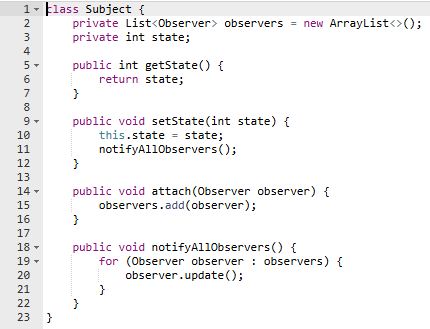 1 class Subject {
2     private List<Observer> observers = new ArrayList<>();
3     private int state;
4
5     public int getState() {
6         return state;
7     }
8
9     public void setState(int state) {
10         this.state = state;
11         notifyAllObservers();
12     }
13
14     public void attach(Observer observer) {
15         observers.add(observer);
16     }
17
18     public void notifyAllObservers() {
19         for (Observer observer : observers) {
20             observer.update();
21         }
22     }
23 }